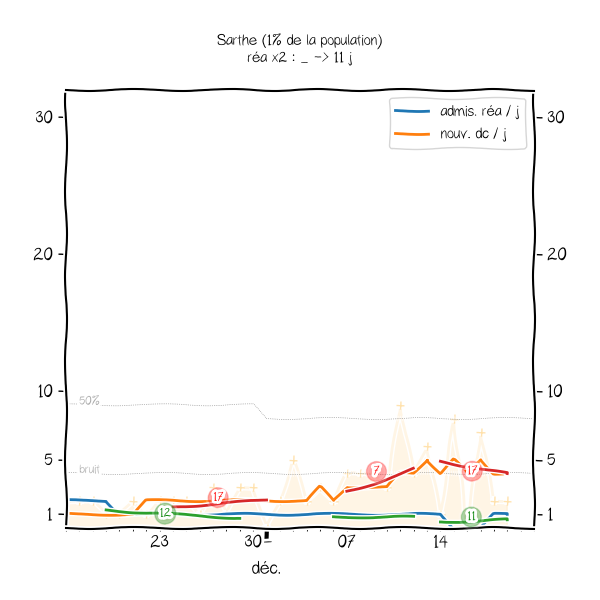 Sarthe (1% de la population)
réa x2 : _ -> 11 j
admis. réa / j
nouv. dc / j
30 30
20 20
10 10
50%
5 5
bruit
1 1
17
12
7
17
11
23 30 07 14
déc.